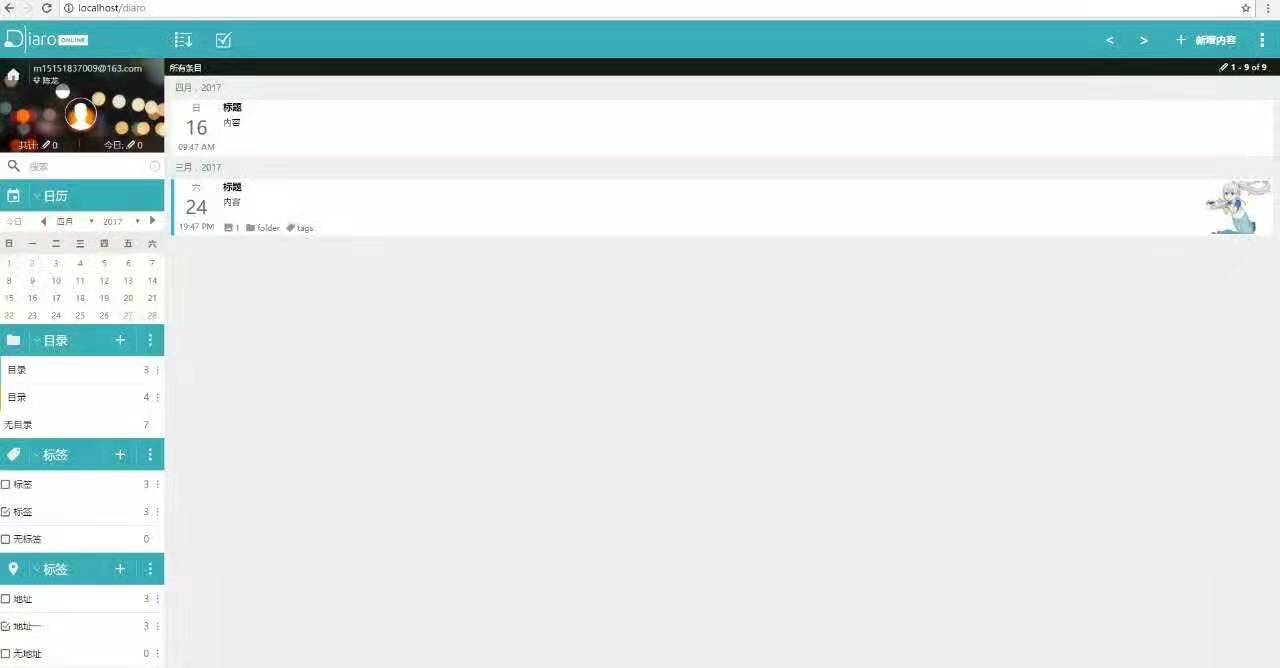 localhost/diaro
Diaro ONLINE
< > + 新增内容
m15151837009@163.com
陈龙
共计: 0 今日: 0
搜索
日历
今日 四月 2017
日 一 二 三 四 五 六
1 2 3 4 5 6 7
8 9 10 11 12 13 14
15 16 17 18 19 20 21
22 23 24 25 26 27 28
目录 +
目录 3
目录 4
无目录 7
标签 +
标签 3
标签 3
无标签 0
标签 +
地址 3
地址一 3
无地址 0
所有条目 1 - 9 of 9
四月 , 2017
日 标题
16 内容
09:47 AM
三月 , 2017
六 标题
24 内容
19:47 PM 1 folder tags